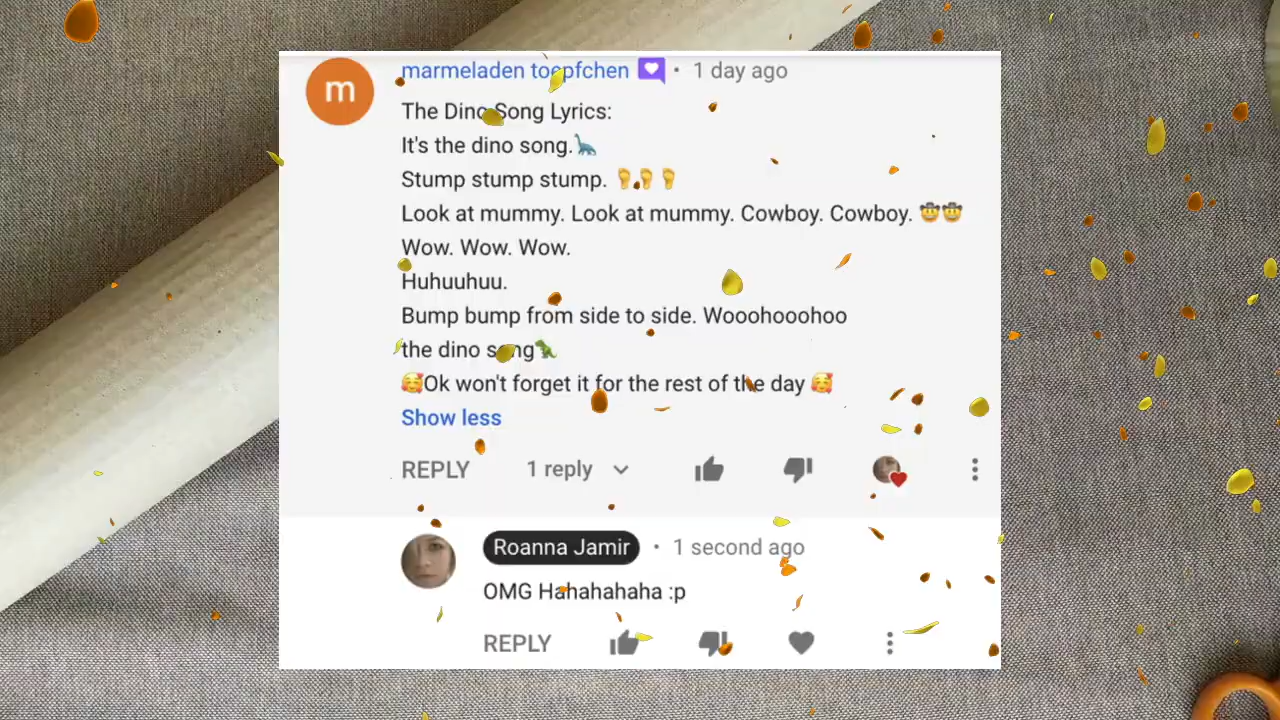 m
marmeladen toepfchen · 1 day ago
The Dino Song Lyrics:
It's the dino song.🦕
Stump stump stump. 🦶🦶🦶
Look at mummy. Look at mummy. Cowboy. Cowboy. 🤠🤠
Wow. Wow. Wow.
Huhuuhuu.
Bump bump from side to side. Wooohooohoo
the dino song🦖
🥰Ok won't forget it for the rest of the day 🥰
Show less
REPLY 1 reply
Roanna Jamir · 1 second ago
OMG Hahahahaha :p
REPLY